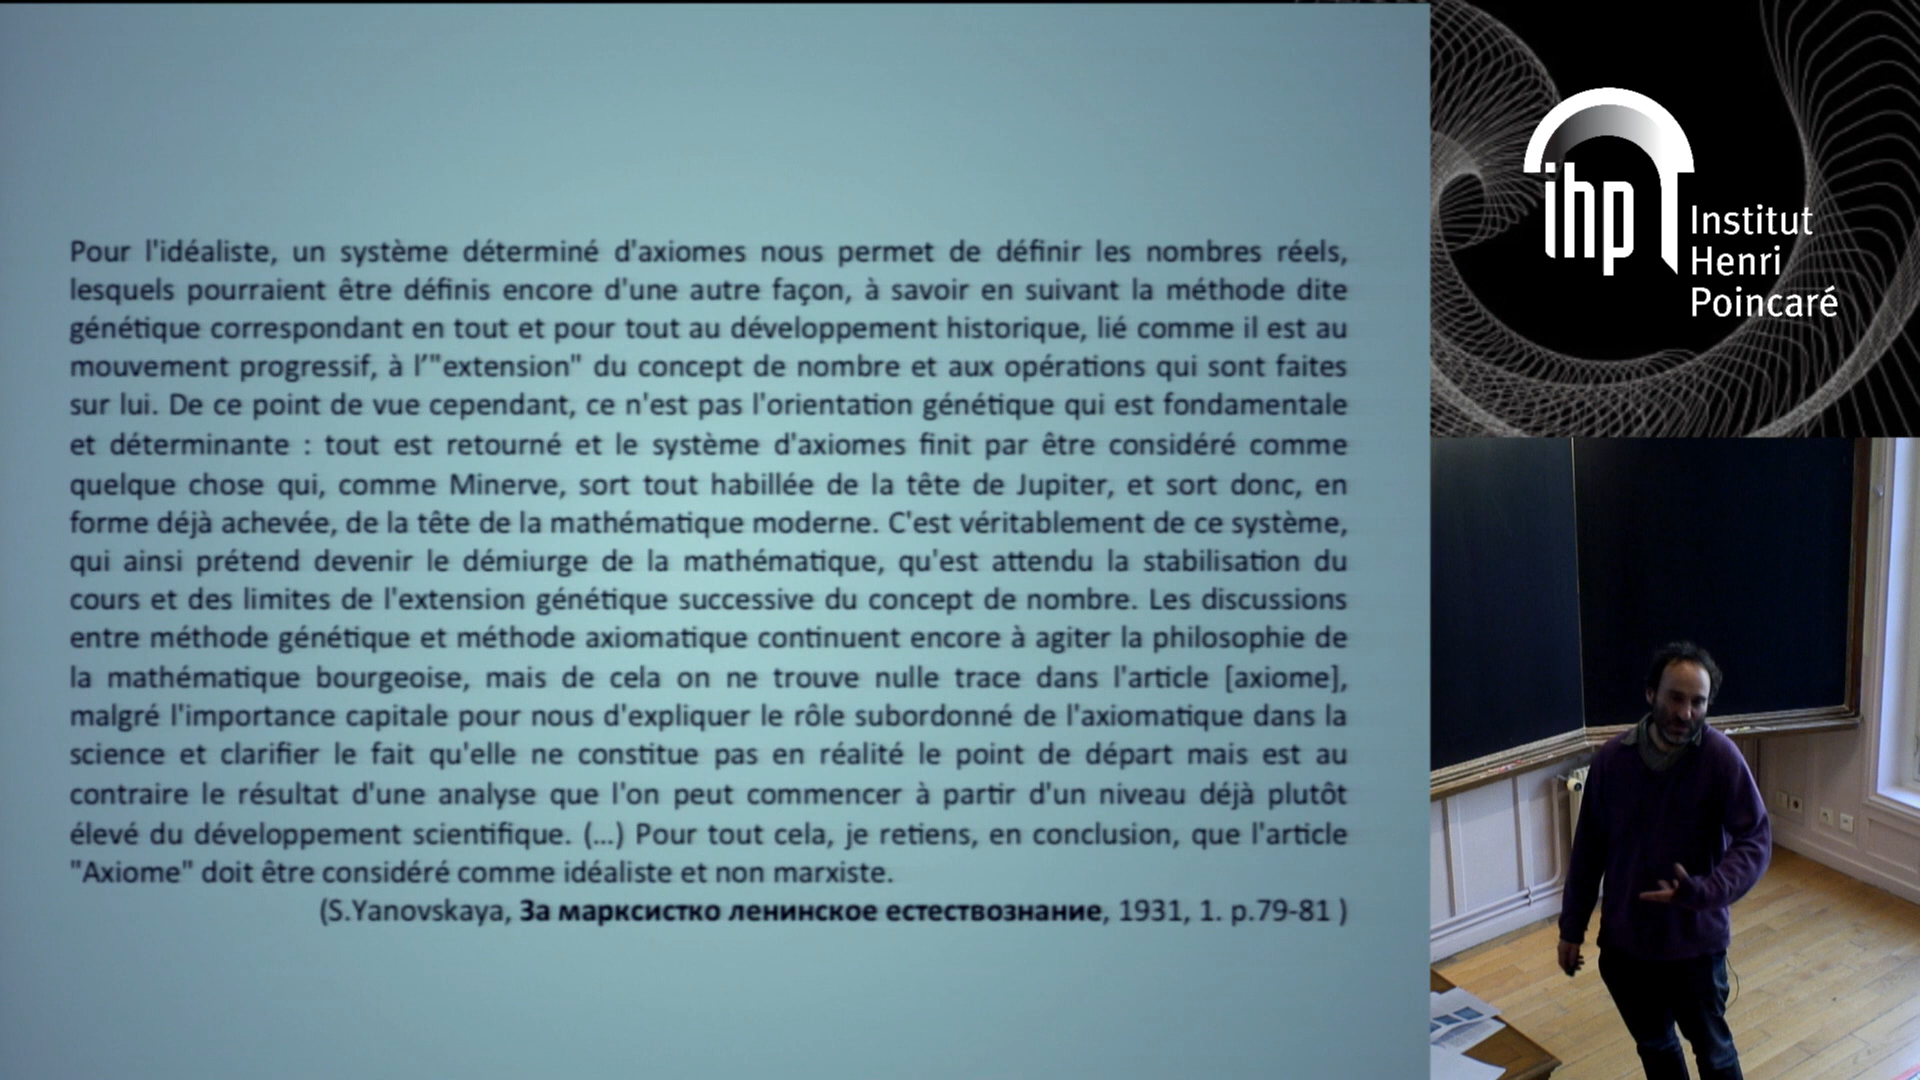 Pour l'idéaliste, un système déterminé d'axiomes nous permet de définir les nombres réels,
lesquels pourraient être définis encore d'une autre façon, à savoir en suivant la méthode dite
génétique correspondant en tout et pour tout au développement historique, lié comme il est au
mouvement progressif, à l’"extension" du concept de nombre et aux opérations qui sont faites
sur lui. De ce point de vue cependant, ce n'est pas l'orientation génétique qui est fondamentale
et déterminante : tout est retourné et le système d'axiomes finit par être considéré comme
quelque chose qui, comme Minerve, sort tout habillée de la tête de Jupiter, et sort donc, en
forme déjà achevée, de la tête de la mathématique moderne. C'est véritablement de ce système,
qui ainsi prétend devenir le démiurge de la mathématique, qu'est attendu la stabilisation du
cours et des limites de l'extension génétique successive du concept de nombre. Les discussions
entre méthode génétique et méthode axiomatique continuent encore à agiter la philosophie de
la mathématique bourgeoise, mais de cela on ne trouve nulle trace dans l'article [axiome],
malgré l'importance capitale pour nous d'expliquer le rôle subordonné de l'axiomatique dans la
science et clarifier le fait qu'elle ne constitue pas en réalité le point de départ mais est au
contraire le résultat d'une analyse que l'on peut commencer à partir d'un niveau déjà plutôt
élevé du développement scientifique. (...) Pour tout cela, je retiens, en conclusion, que l'article
"Axiome" doit être considéré comme idéaliste et non marxiste.
(S.Yanovskaya, За марксистко ленинское естествознание, 1931, 1. p.79-81 )
ihp
Institut
Henri
Poincaré